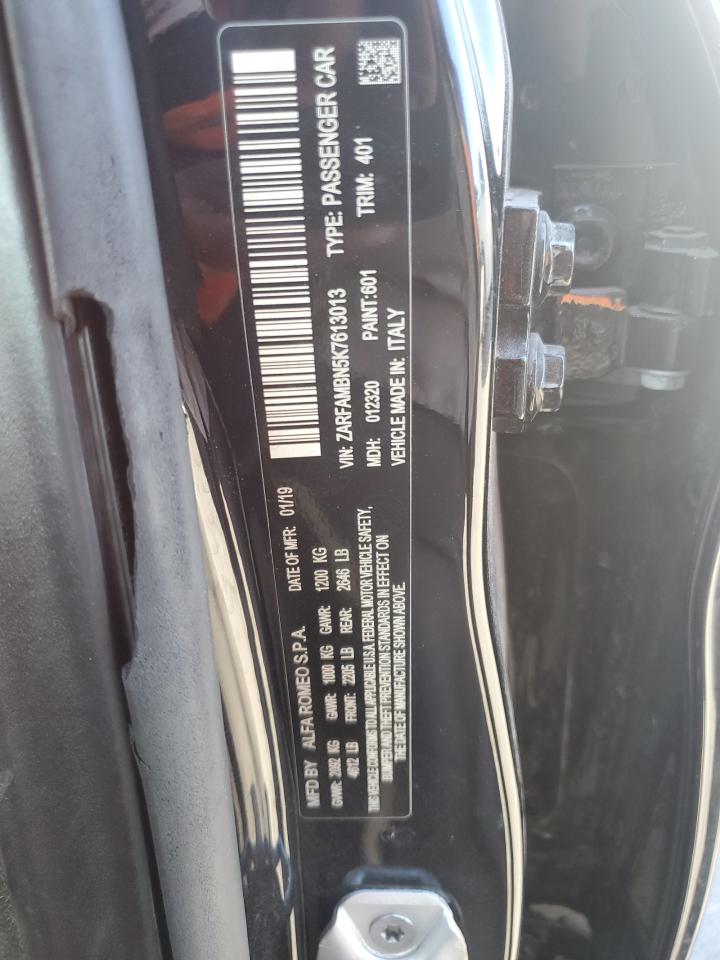 MFD BY ALFA ROMEO S.P.A. DATE OF MFR: 01/19
GVWR: 2092 KG GAWR: 1000 KG GAWR: 1200 KG
4612 LB FRONT: 2205 LB REAR: 2646 LB
THIS VEHICLE CONFORMS TO ALL APPLICABLE U.S.A. FEDERAL MOTOR VEHICLE SAFETY,
BUMPER AND THEFT PREVENTION STANDARDS IN EFFECT ON
THE DATE OF MANUFACTURE SHOWN ABOVE.
VIN: ZARFAMBN5K7613013 TYPE: PASSENGER CAR
MDH: 012320 PAINT:601 TRIM: 401
VEHICLE MADE IN: ITALY